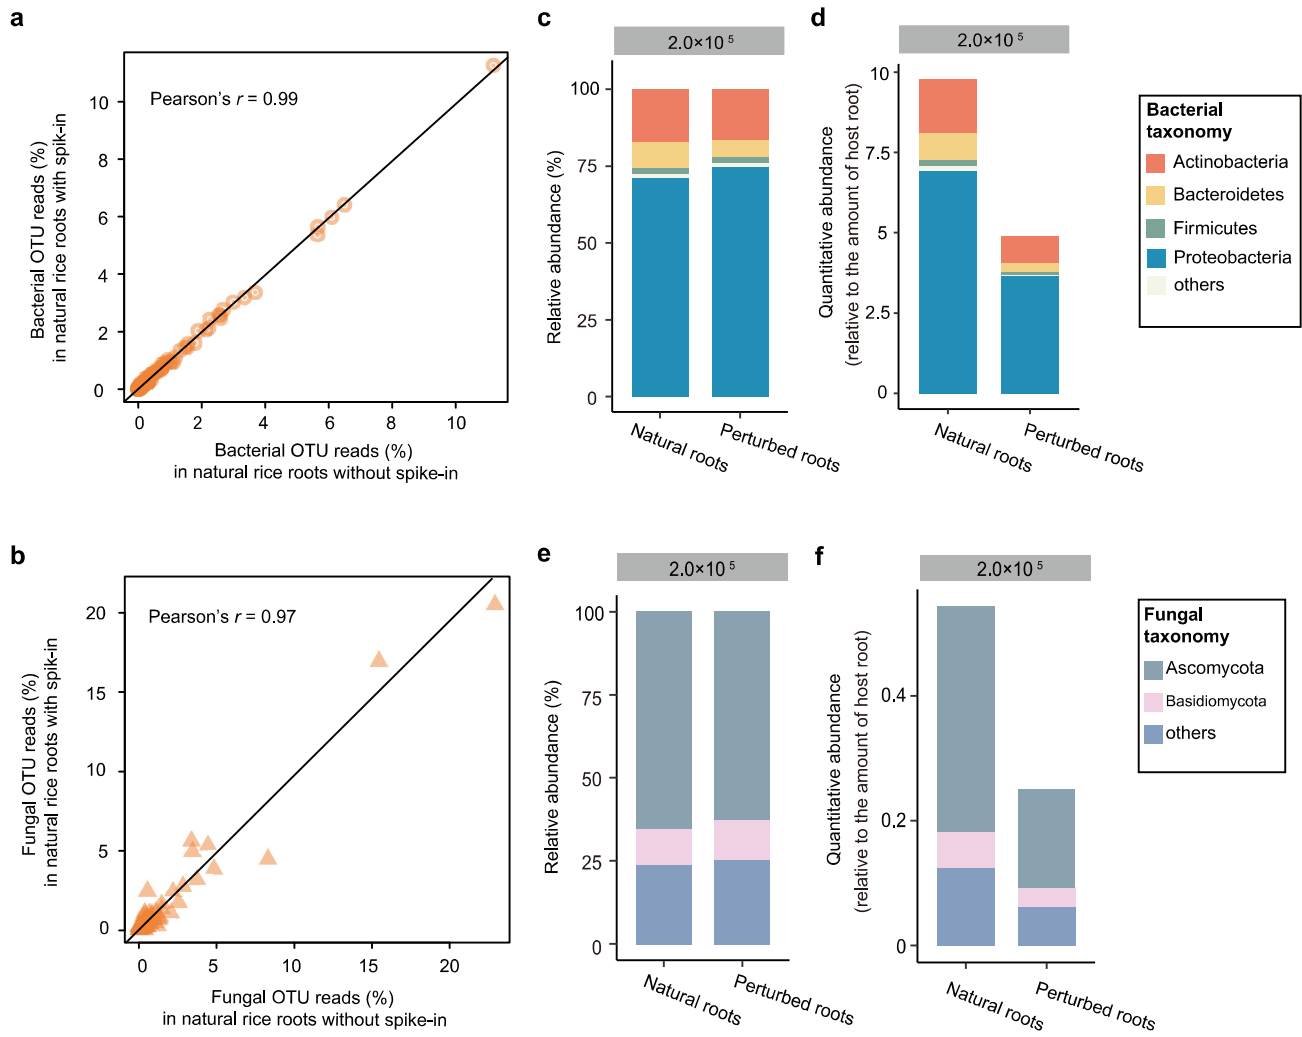 a
Pearson's r = 0.99
Bacterial OTU reads (%)
in natural rice roots with spik-in
0
2
4
6
8
10
0
2
4
6
8
10
Bacterial OTU reads (%)
in natural rice roots without spike-in
c
2.0×10 5
Relative abundance (%)
100
75
50
25
0
Natural roots
Perturbed roots
d
2.0×10 5
Quantitative abundance
(relative to the amount of host root)
10
7.5
5
2.5
0
Natural roots
Perturbed roots
Bacterial
taxonomy
Actinobacteria
Bacteroidetes
Firmicutes
Proteobacteria
others
b
Pearson's r = 0.97
Fungal OTU reads (%)
in natural rice roots with spik-in
20
15
10
5
0
0
5
10
15
20
Fungal OTU reads (%)
in natural rice roots without spike-in
e
2.0×10 5
Relative abundance (%)
100
75
50
25
0
Natural roots
Perturbed roots
f
2.0×10 5
Quantitative abundance
(relative to the amount of host root)
0.4
0.2
0
Natural roots
Perturbed roots
Fungal
taxonomy
Ascomycota
Basidiomycota
others